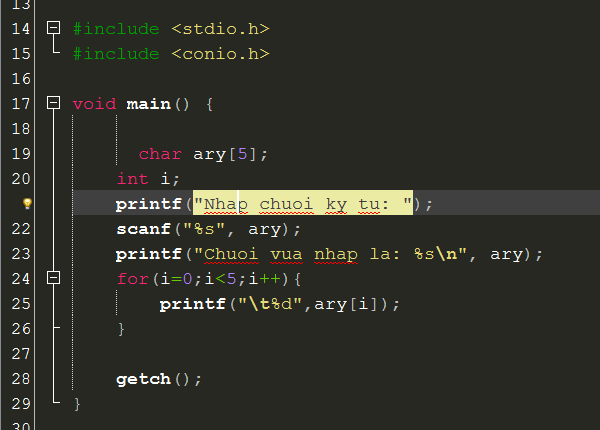 13
14 #include <stdio.h>
15 #include <conio.h>
16
17 void main() {
18
19 char ary[5];
20 int i;
printf("Nhap chuoi ky tu: ");
22 scanf("%s", ary);
23 printf("Chuoi vua nhap la: %s\n", ary);
24 for(i=0;i<5;i++){
25 printf("\t%d",ary[i]);
26 }
27
28 getch();
29 }
30